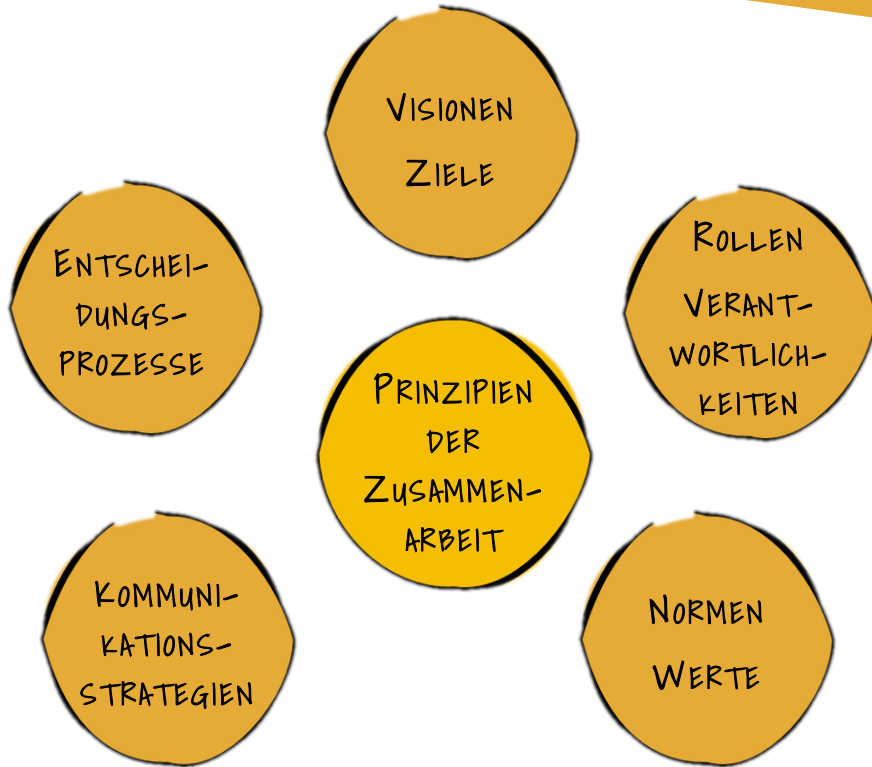 Visionen
Ziele
Entschei-
dungs-
prozesse
Rollen
Verant-
wortlich-
keiten
Prinzipien
der
Zusammen-
arbeit
Kommuni-
kations-
strategien
Normen
Werte